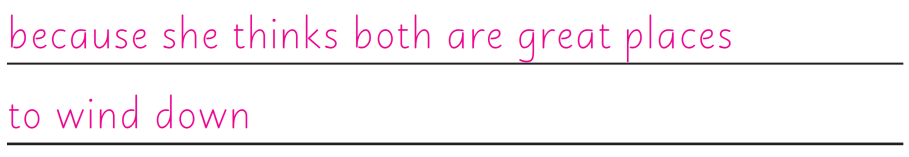 because she thinks both are great places
to wind down